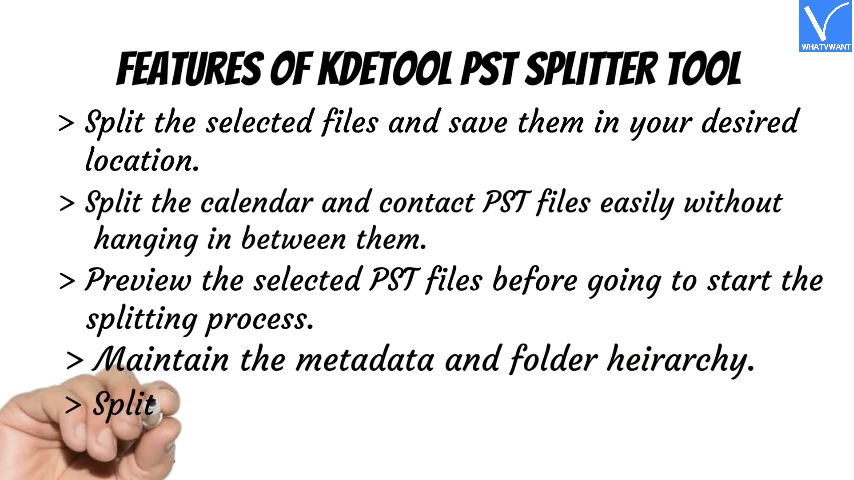 WHATVWANT
FEATURES OF KDETOOL PST SPLITTER TOOL
> Split the selected files and save them in your desired
location.
> Split the calendar and contact PST files easily without
hanging in between them.
> Preview the selected PST files before going to start the
splitting process.
> Maintain the metadata and folder heirarchy.
> Split